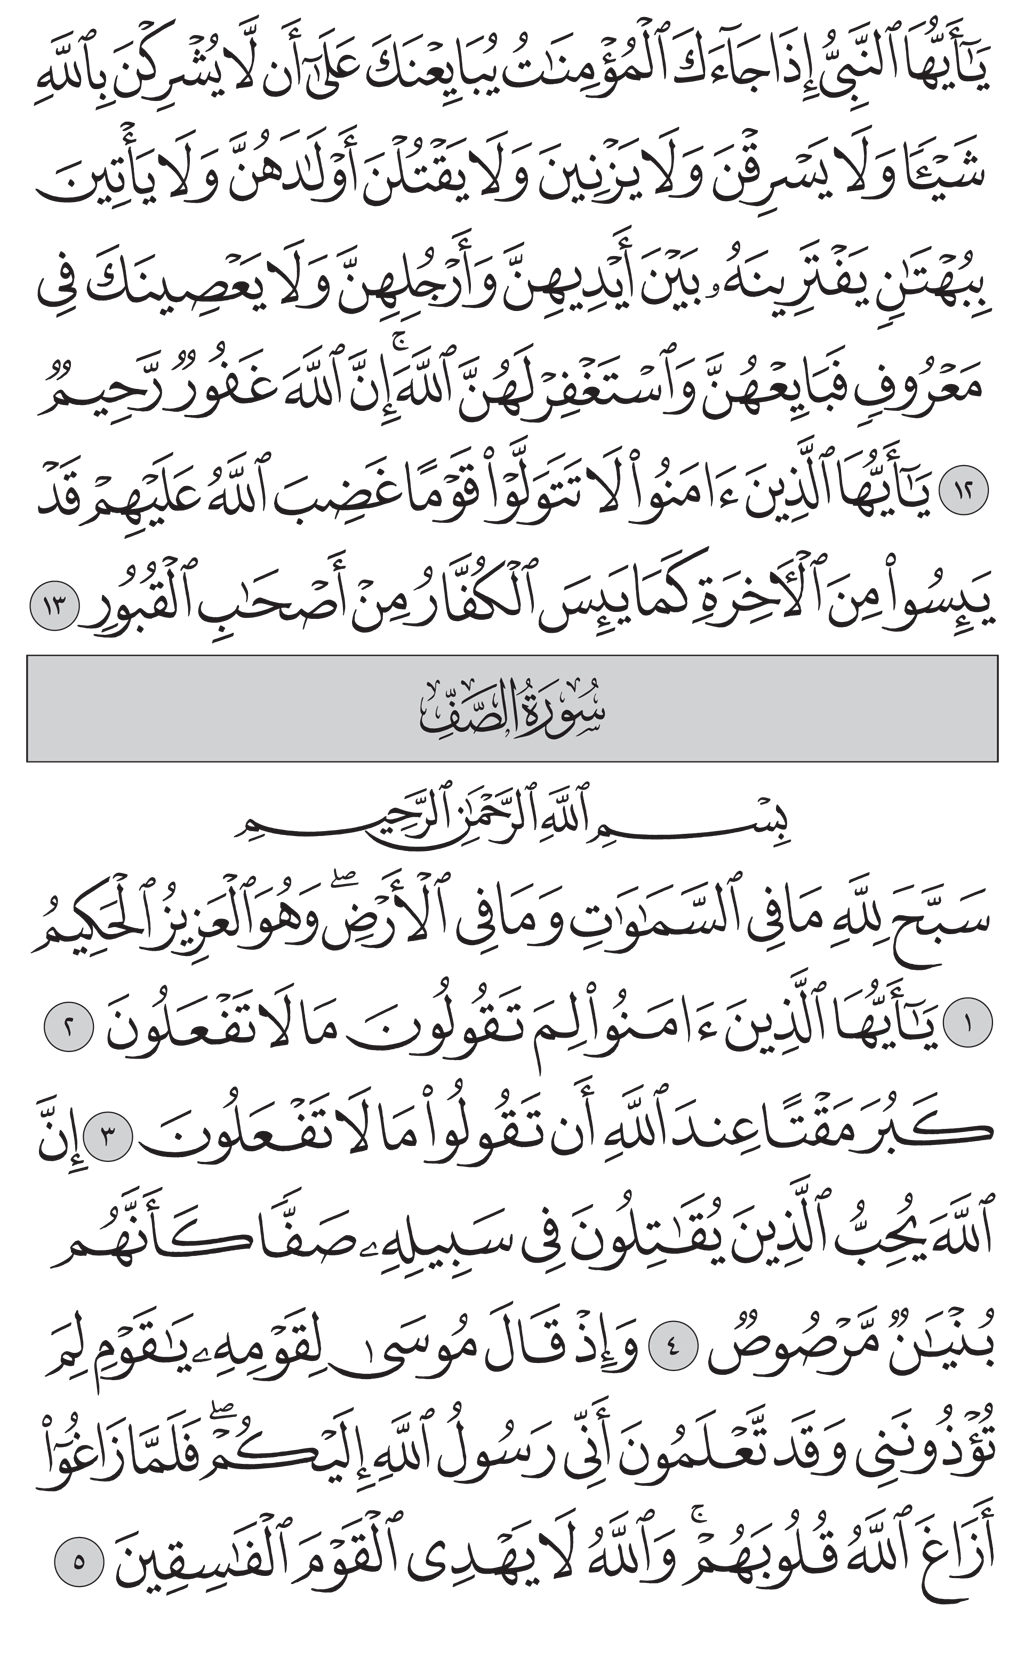 يَٰٓأَيُّهَا ٱلنَّبِىُّ إِذَا جَآءَكَ ٱلْمُؤْمِنَٰتُ يُبَايِعْنَكَ عَلَىٰٓ أَن لَّا يُشْرِكْنَ بِٱللَّهِ
شَيْـًٔا وَلَا يَسْرِقْنَ وَلَا يَزْنِينَ وَلَا يَقْتُلْنَ أَوْلَٰدَهُنَّ وَلَا يَأْتِينَ
بِبُهْتَٰنٍ يَفْتَرِينَهُۥ بَيْنَ أَيْدِيهِنَّ وَأَرْجُلِهِنَّ وَلَا يَعْصِينَكَ فِى
مَعْرُوفٍ فَبَايِعْهُنَّ وَٱسْتَغْفِرْ لَهُنَّ ٱللَّهَ ۚ إِنَّ ٱللَّهَ غَفُورٌ رَّحِيمٌ
١٢ يَٰٓأَيُّهَا ٱلَّذِينَ ءَامَنُوا۟ لَا تَتَوَلَّوْا۟ قَوْمًا غَضِبَ ٱللَّهُ عَلَيْهِمْ قَدْ
يَئِسُوا۟ مِنَ ٱلْءَاخِرَةِ كَمَا يَئِسَ ٱلْكُفَّارُ مِنْ أَصْحَٰبِ ٱلْقُبُورِ ١٣
سُورَةُ الصَّفِّ
بِسْمِ ٱللَّهِ ٱلرَّحْمَٰنِ ٱلرَّحِيمِ
سَبَّحَ لِلَّهِ مَا فِى ٱلسَّمَٰوَٰتِ وَمَا فِى ٱلْأَرْضِ ۖ وَهُوَ ٱلْعَزِيزُ ٱلْحَكِيمُ
١ يَٰٓأَيُّهَا ٱلَّذِينَ ءَامَنُوا۟ لِمَ تَقُولُونَ مَا لَا تَفْعَلُونَ ٢
كَبُرَ مَقْتًا عِندَ ٱللَّهِ أَن تَقُولُوا۟ مَا لَا تَفْعَلُونَ ٣ إِنَّ
ٱللَّهَ يُحِبُّ ٱلَّذِينَ يُقَٰتِلُونَ فِى سَبِيلِهِۦ صَفًّا كَأَنَّهُم
بُنْيَٰنٌ مَّرْصُوصٌ ٤ وَإِذْ قَالَ مُوسَىٰ لِقَوْمِهِۦ يَٰقَوْمِ لِمَ
تُؤْذُونَنِى وَقَد تَّعْلَمُونَ أَنِّى رَسُولُ ٱللَّهِ إِلَيْكُمْ ۖ فَلَمَّا زَاغُوٓا۟
أَزَاغَ ٱللَّهُ قُلُوبَهُمْ ۚ وَٱللَّهُ لَا يَهْدِى ٱلْقَوْمَ ٱلْفَٰسِقِينَ ٥